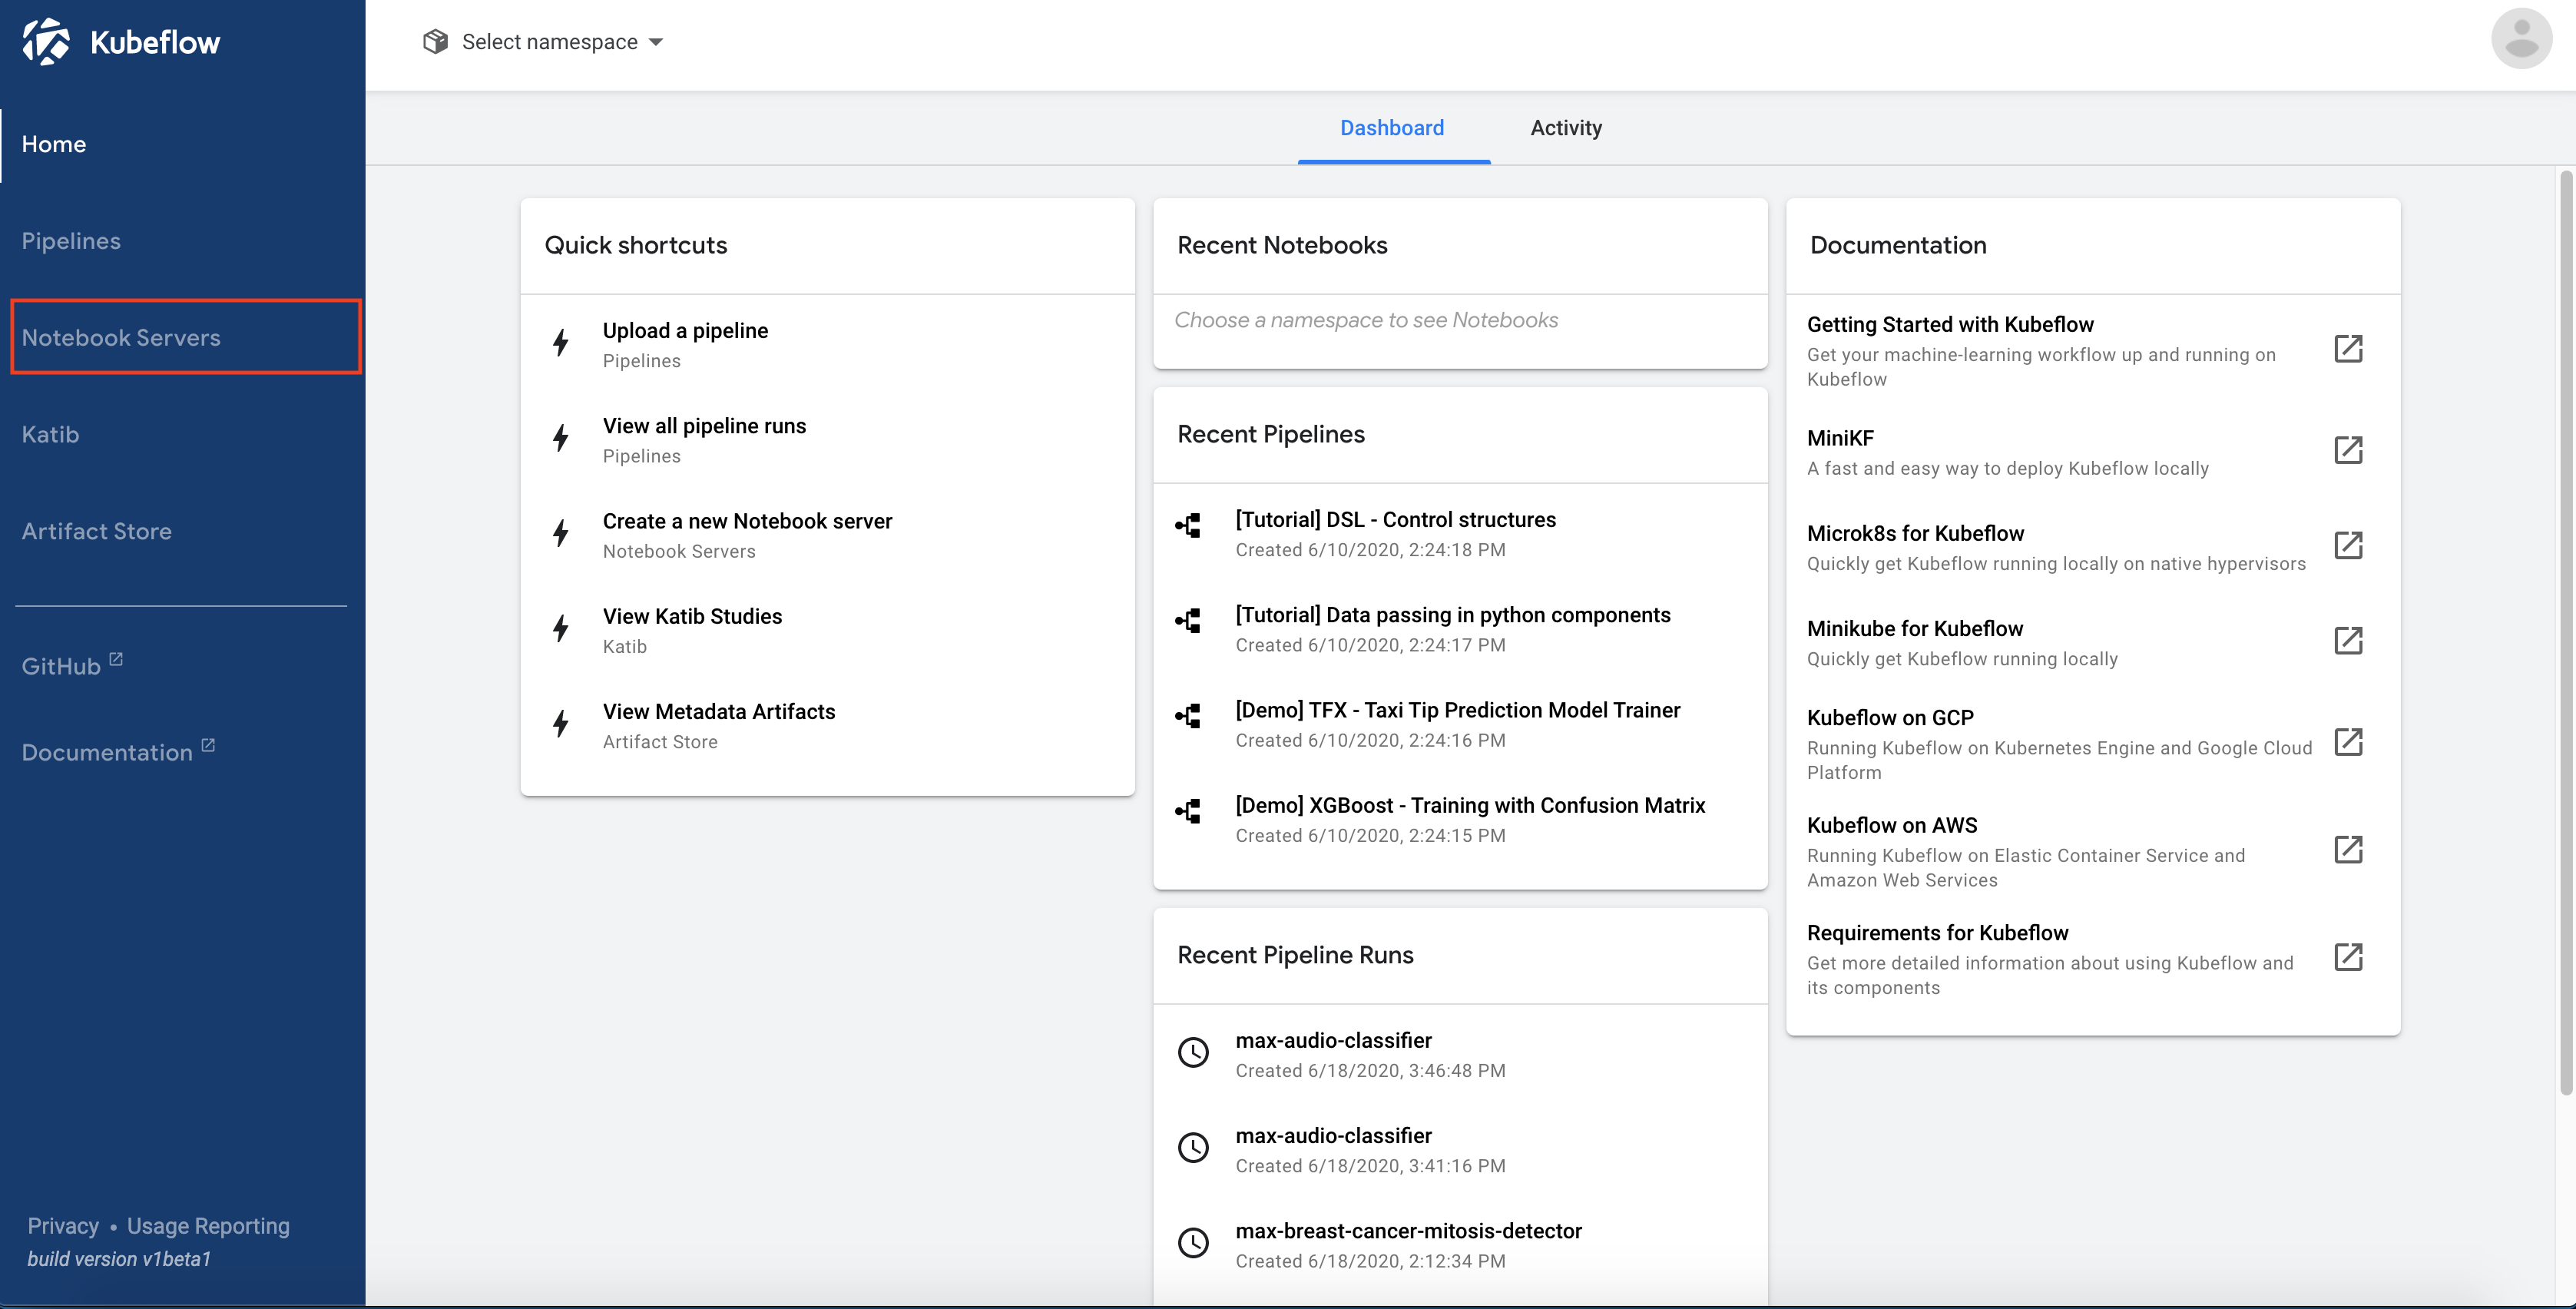 Kubeflow
Select namespace
Home
Pipelines
Notebook Servers
Katib
Artifact Store
GitHub
Documentation
Privacy • Usage Reporting
build version v1beta1
Dashboard
Activity
Quick shortcuts
Upload a pipeline
Pipelines
View all pipeline runs
Pipelines
Create a new Notebook server
Notebook Servers
View Katib Studies
Katib
View Metadata Artifacts
Artifact Store
Recent Notebooks
Choose a namespace to see Notebooks
Recent Pipelines
[Tutorial] DSL - Control structures
Created 6/10/2020, 2:24:18 PM
[Tutorial] Data passing in python components
Created 6/10/2020, 2:24:17 PM
[Demo] TFX - Taxi Tip Prediction Model Trainer
Created 6/10/2020, 2:24:16 PM
[Demo] XGBoost - Training with Confusion Matrix
Created 6/10/2020, 2:24:15 PM
Recent Pipeline Runs
max-audio-classifier
Created 6/18/2020, 3:46:48 PM
max-audio-classifier
Created 6/18/2020, 3:41:16 PM
max-breast-cancer-mitosis-detector
Created 6/18/2020, 2:12:34 PM
Documentation
Getting Started with Kubeflow
Get your machine-learning workflow up and running on
Kubeflow
MiniKF
A fast and easy way to deploy Kubeflow locally
Microk8s for Kubeflow
Quickly get Kubeflow running locally on native hypervisors
Minikube for Kubeflow
Quickly get Kubeflow running locally
Kubeflow on GCP
Running Kubeflow on Kubernetes Engine and Google Cloud
Platform
Kubeflow on AWS
Running Kubeflow on Elastic Container Service and
Amazon Web Services
Requirements for Kubeflow
Get more detailed information about using Kubeflow and
its components